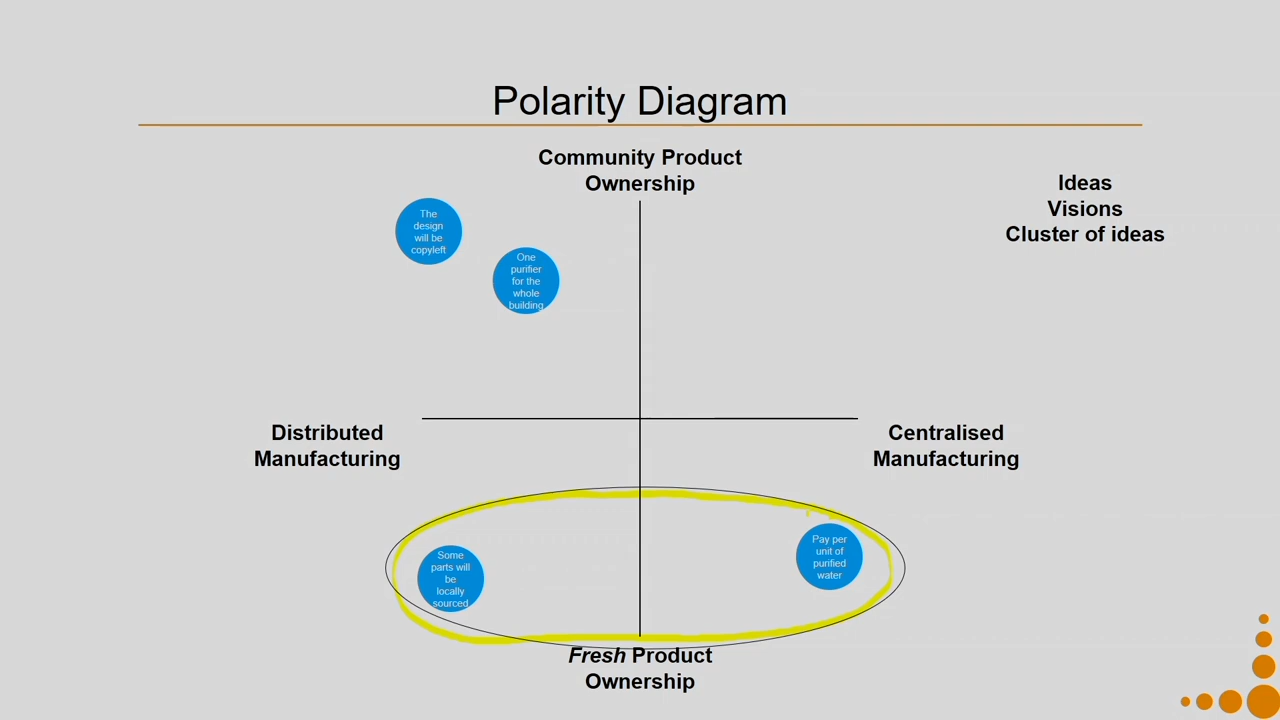 Polarity Diagram
Community Product
Ownership
Ideas
Visions
Cluster of ideas
The
design
will be
copyleft
One
purifier
for the
whole
building
Distributed
Manufacturing
Centralised
Manufacturing
Some
parts will
be
locally
sourced
Pay per
unit of
purified
water
Fresh Product
Ownership